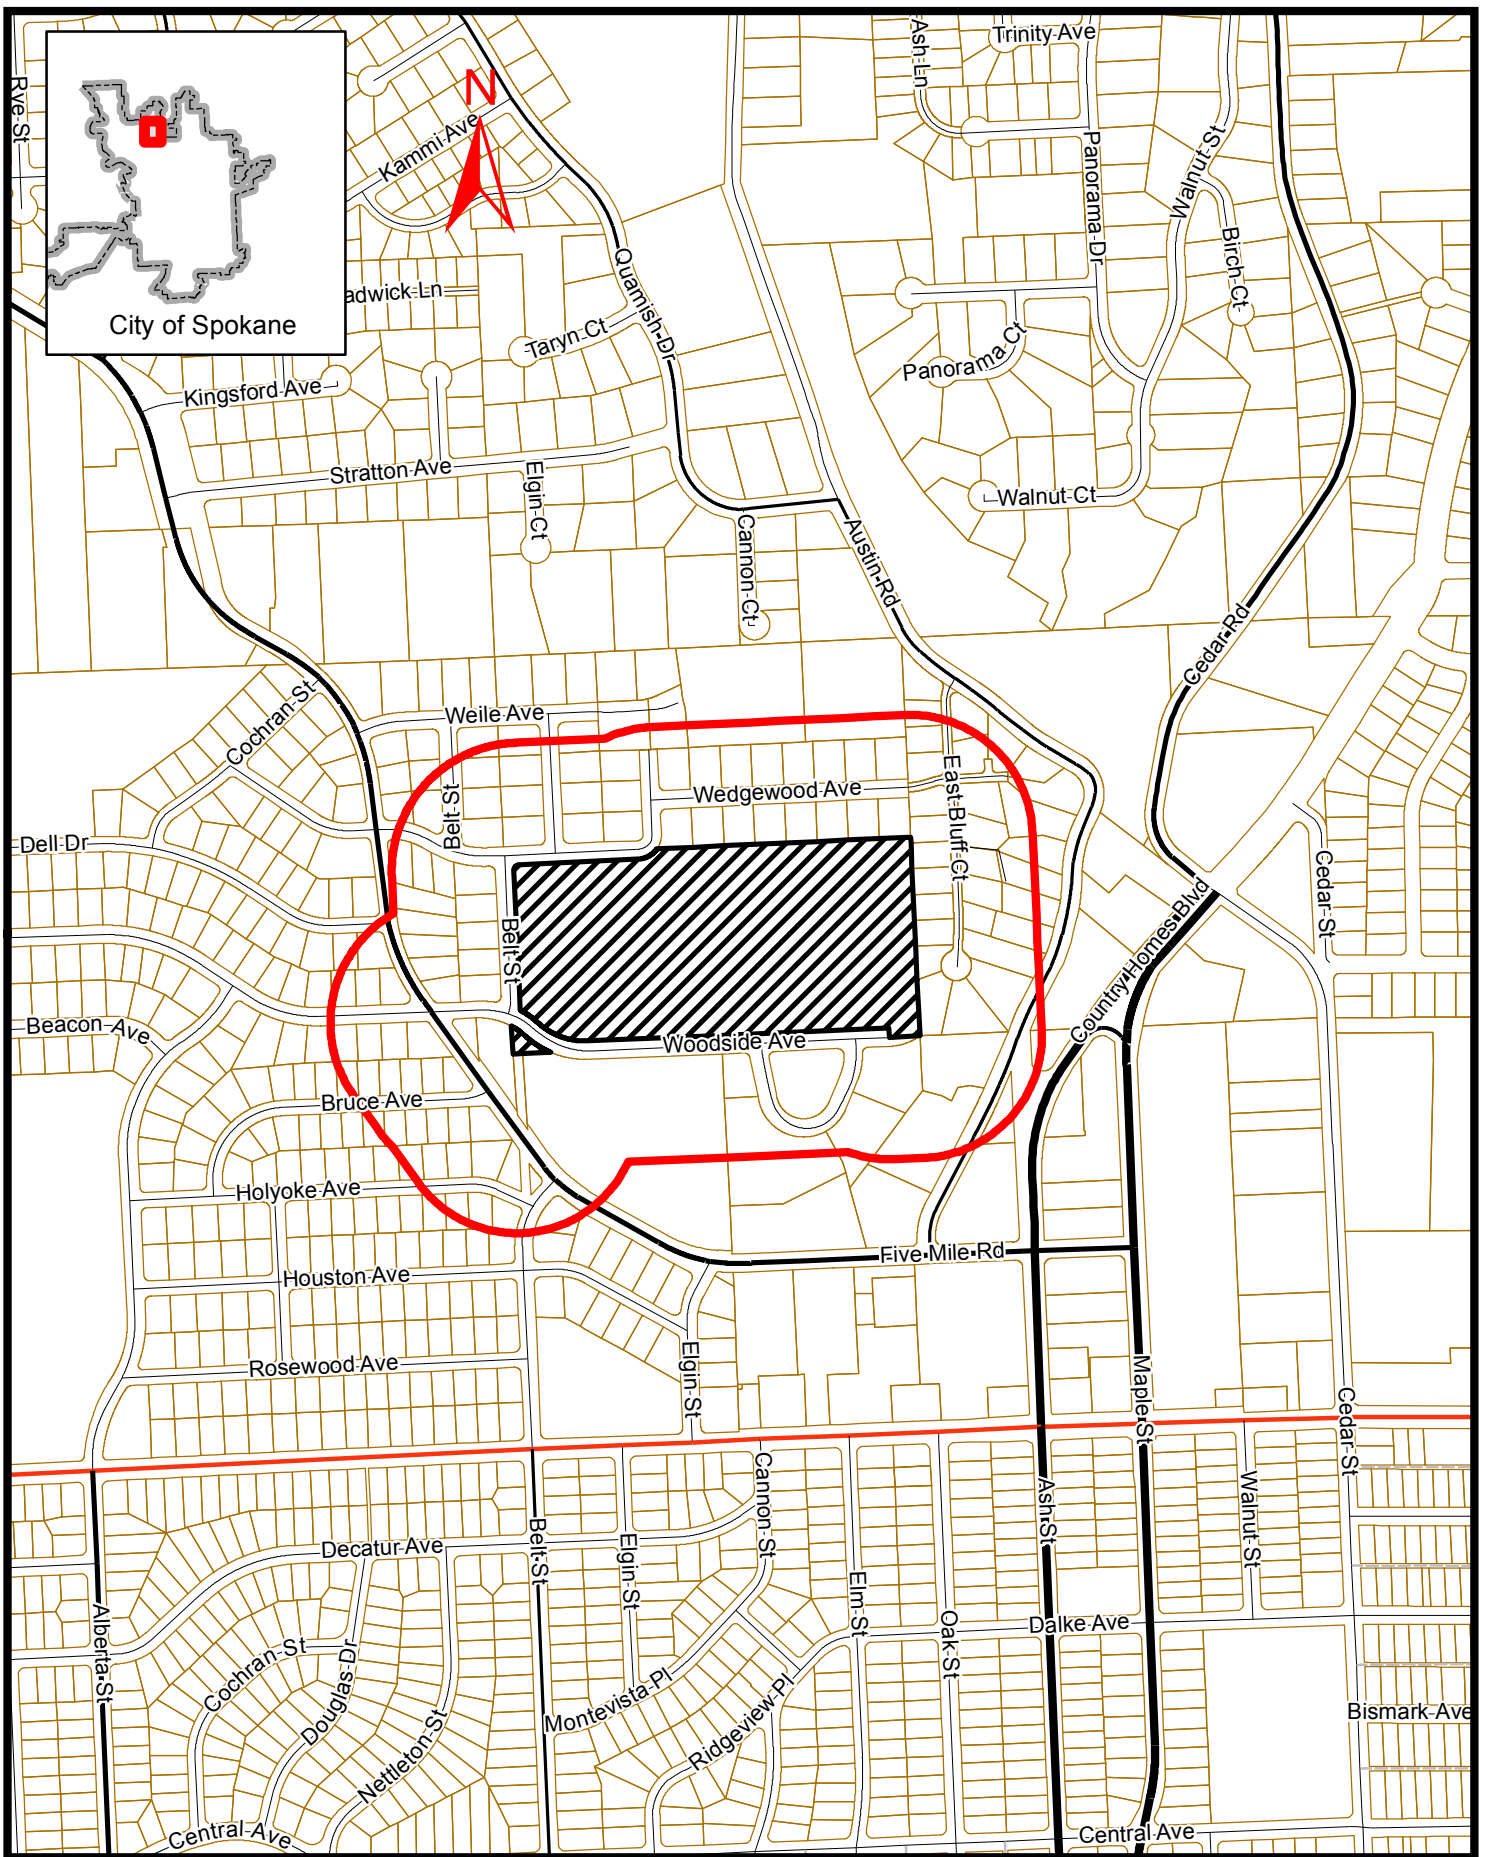 Trinity Ave
Ash Ln
Rye St
N
Kammi Ave
Panorama Dr
Walnut St
Birch Ct
Quamish Dr
adwick Ln
City of Spokane
Taryn Ct
Panorama Ct
Kingsford Ave
Stratton Ave
Elgin Ct
Walnut Ct
Cannon Ct
Austin Rd
Cedar Rd
Cochran St
Weile Ave
Belt St
Wedgewood Ave
East Bluff Ct
Dell Dr
Cedar St
Country Homes Blvd
Belt St
Beacon Ave
Woodside Ave
Bruce Ave
Holyoke Ave
Five Mile Rd
Houston Ave
Rosewood Ave
Elgin St
Maple St
Cedar St
Cannon St
Ash St
Walnut St
Belt St
Elgin St
Decatur Ave
Elm St
Oak St
Dalke Ave
Alberta St
Cochran St
Douglas Dr
Montevista Pl
Ridgeview Pl
Nettleton St
Bismark Ave
Central Ave
Central Ave